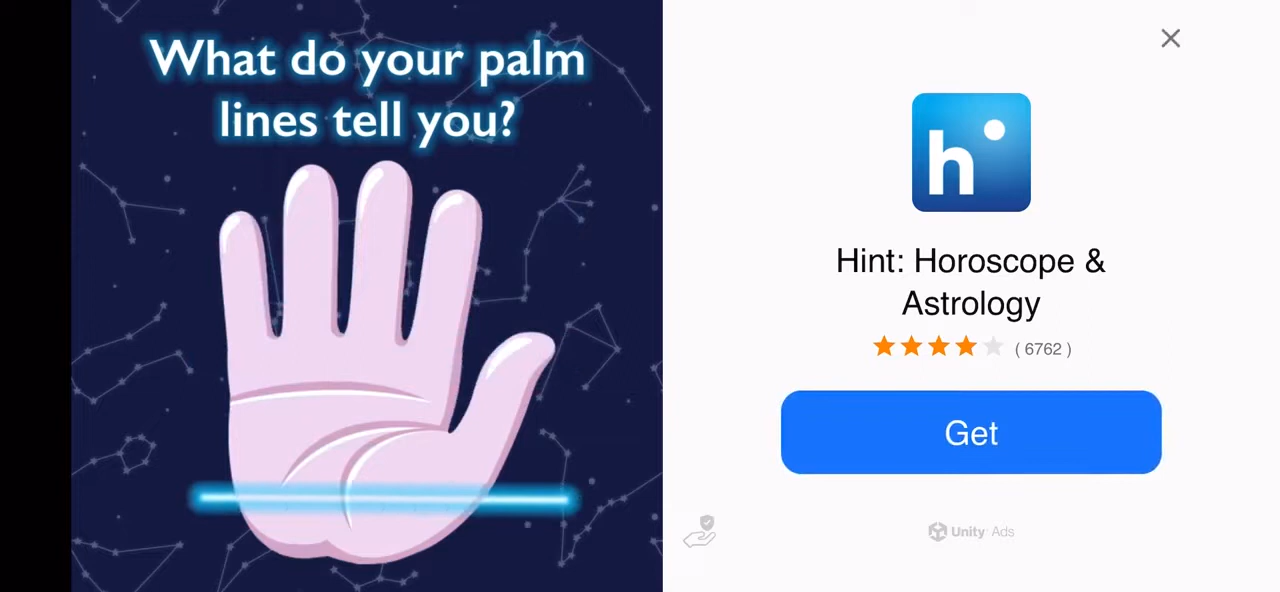 What do your palm
lines tell you?
h
Hint: Horoscope &
Astrology
( 6762 )
Get
Unity Ads